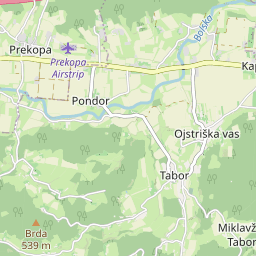 Bolska
Prekopa
Prekopa
Airstrip
Kap
Pondor
Ojstriška vas
Tabor
Brda
539 m
Miklavž
Tabor